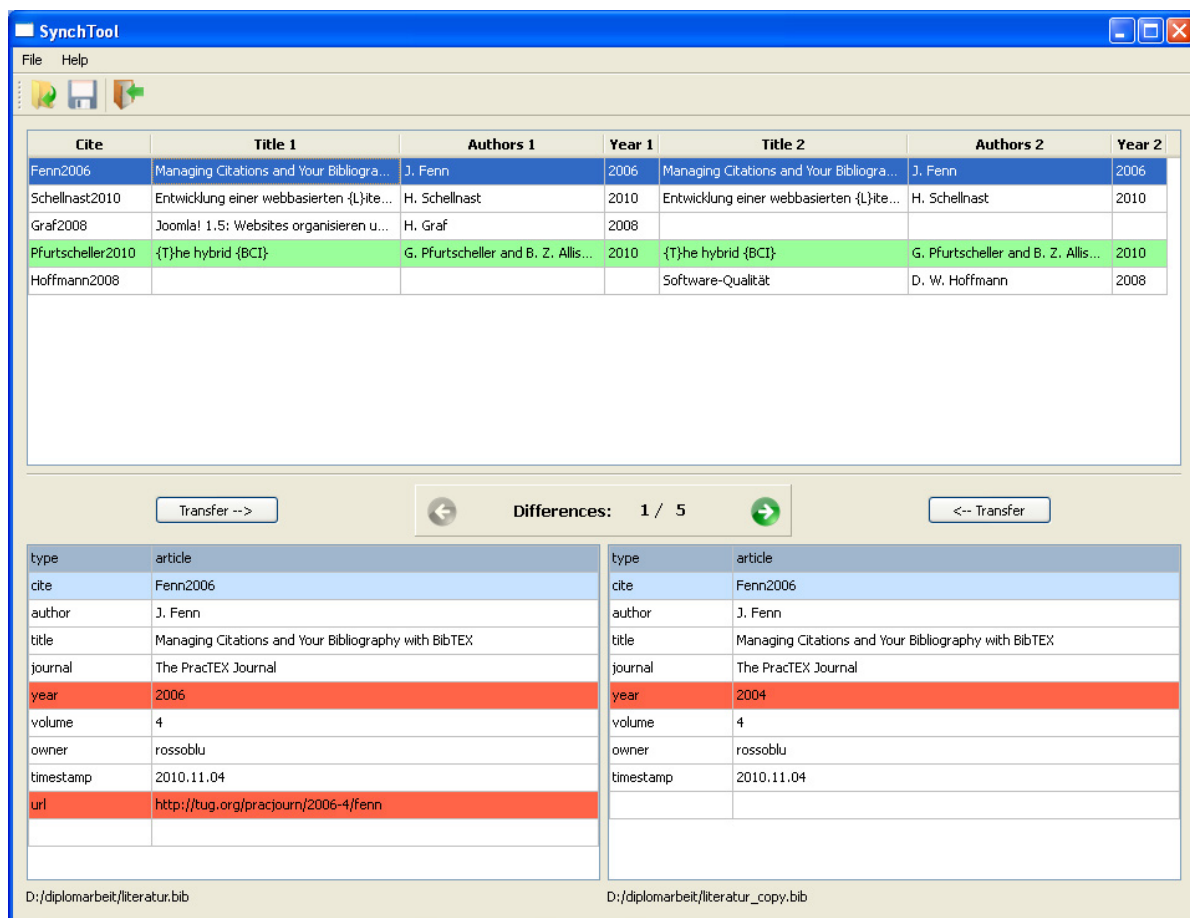 SynchTool
File Help
Cite Title 1 Authors 1 Year 1 Title 2 Authors 2 Year 2
Fenn2006 Managing Citations and Your Bibliogra... J. Fenn 2006 Managing Citations and Your Bibliogra... J. Fenn 2006
Schellnast2010 Entwicklung einer webbasierten {L}ite... H. Schellnast 2010 Entwicklung einer webbasierten {L}ite... H. Schellnast 2010
Graf2008 Joomla! 1.5: Websites organisieren u... H. Graf 2008
Pfurtscheller2010 {T}he hybrid {BCI} G. Pfurtscheller and B. Z. Allis... 2010 {T}he hybrid {BCI} G. Pfurtscheller and B. Z. Allis... 2010
Hoffmann2008 Software-Qualität D. W. Hoffmann 2008
Transfer --> Differences: 1 / 5 <-- Transfer
type article type article
cite Fenn2006 cite Fenn2006
author J. Fenn author J. Fenn
title Managing Citations and Your Bibliography with BibTEX title Managing Citations and Your Bibliography with BibTEX
journal The PracTEX Journal journal The PracTEX Journal
year 2006 year 2004
volume 4 volume 4
owner rossoblu owner rossoblu
timestamp 2010.11.04 timestamp 2010.11.04
url http://tug.org/pracjourn/2006-4/fenn
D:/diplomarbeit/literatur.bib D:/diplomarbeit/literatur_copy.bib